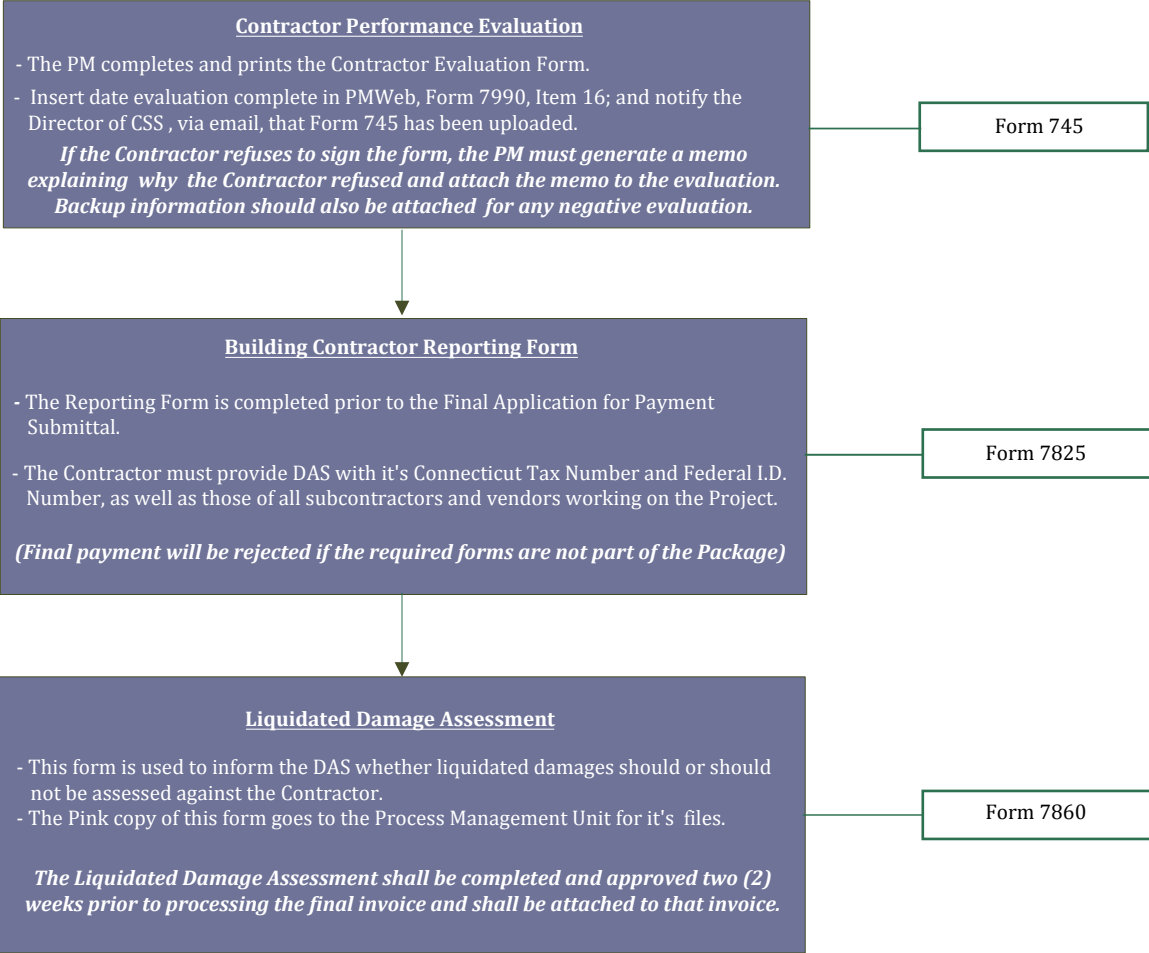 Contractor Performance Evaluation
- The PM completes and prints the Contractor Evaluation Form.
- Insert date evaluation complete in PMWeb, Form 7990, Item 16; and notify the
Director of CSS , via email, that Form 745 has been uploaded.
If the Contractor refuses to sign the form, the PM must generate a memo
explaining why the Contractor refused and attach the memo to the evaluation.
Backup information should also be attached for any negative evaluation.
Form 745
Building Contractor Reporting Form
- The Reporting Form is completed prior to the Final Application for Payment
Submittal.
- The Contractor must provide DAS with it's Connecticut Tax Number and Federal I.D.
Number, as well as those of all subcontractors and vendors working on the Project.
(Final payment will be rejected if the required forms are not part of the Package)
Form 7825
Liquidated Damage Assessment
- This form is used to inform the DAS whether liquidated damages should or should
not be assessed against the Contractor.
- The Pink copy of this form goes to the Process Management Unit for it's files.
The Liquidated Damage Assessment shall be completed and approved two (2)
weeks prior to processing the final invoice and shall be attached to that invoice.
Form 7860